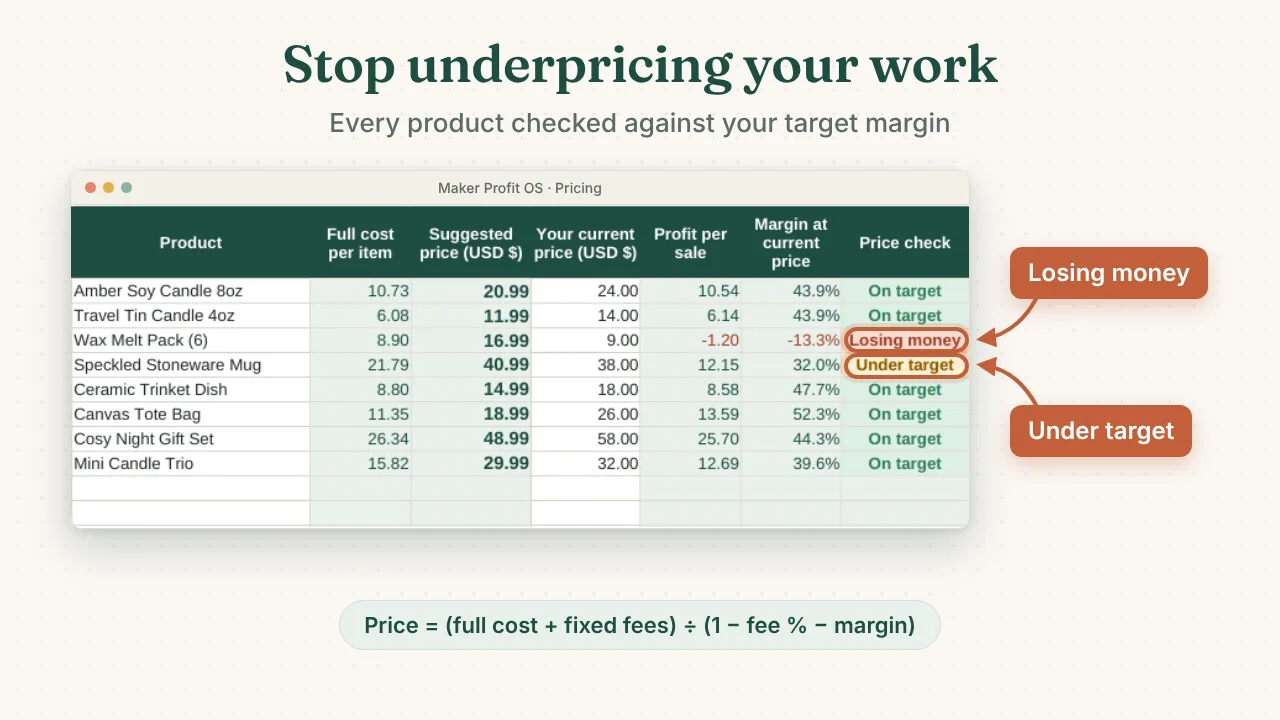 Stop underpricing your work
Every product checked against your target margin
Maker Profit OS · Pricing
Product Full cost per item Suggested price (USD $) Your current price (USD $) Profit per sale Margin at current price Price check
Amber Soy Candle 8oz 10.73 20.99 24.00 10.54 43.9% On target
Travel Tin Candle 4oz 6.08 11.99 14.00 6.14 43.9% On target
Wax Melt Pack (6) 8.90 16.99 9.00 -1.20 -13.3% Losing money
Speckled Stoneware Mug 21.79 40.99 38.00 12.15 32.0% Under target
Ceramic Trinket Dish 8.80 14.99 18.00 8.58 47.7% On target
Canvas Tote Bag 11.35 18.99 26.00 13.59 52.3% On target
Cosy Night Gift Set 26.34 48.99 58.00 25.70 44.3% On target
Mini Candle Trio 15.82 29.99 32.00 12.69 39.6% On target
Losing money
Under target
Price = (full cost + fixed fees) ÷ (1 − fee % − margin)